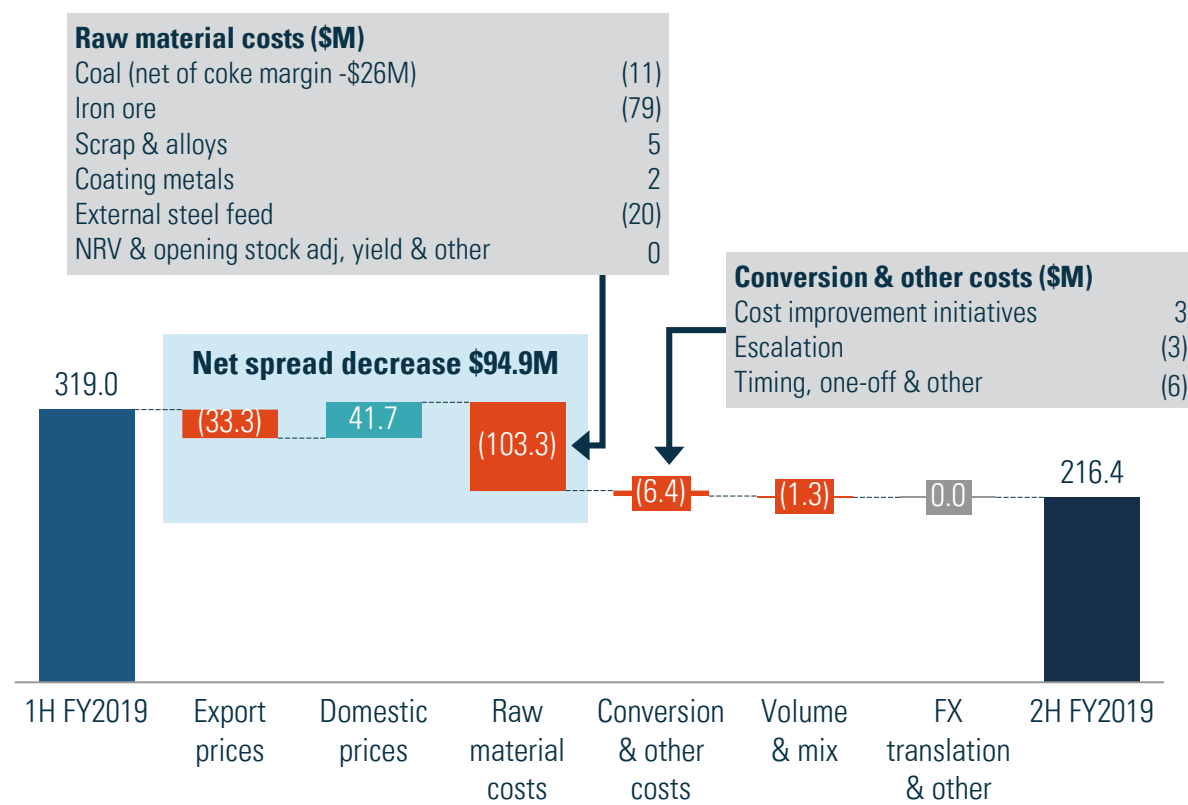 Raw material costs ($M)
Coal (net of coke margin -$26M) (11)
Iron ore (79)
Scrap & alloys 5
Coating metals 2
External steel feed (20)
NRV & opening stock adj, yield & other 0
Conversion & other costs ($M)
Cost improvement initiatives 3
Escalation (3)
Timing, one-off & other (6)
Net spread decrease $94.9M
319.0
(33.3)
41.7
(103.3)
(6.4)
(1.3)
0.0
216.4
1H FY2019
Export
prices
Domestic
prices
Raw
material
costs
Conversion
& other
costs
Volume
& mix
FX
translation
& other
2H FY2019